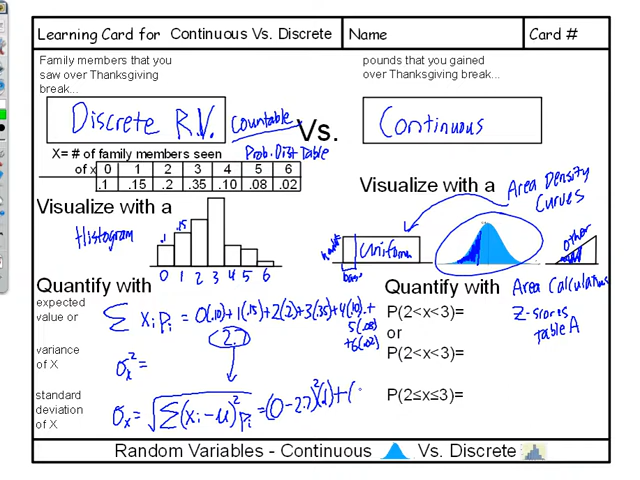 Learning Card for Continuous Vs. Discrete
Name
Card #
Family members that you
saw over Thanksgiving
break...
pounds that you gained
over Thanksgiving break...
Discrete R.V.
Countable
Vs.
Continuous
Prob. Dist Table
X= # of family members seen
of x 0 1 2 3 4 5 6
.1 .15 .2 .35 .10 .08 .02
Visualize with a
Histogram
.1 .15
0 1 2 3 4 5 6
Visualize with a
Area Density
Curves
Uniform
base
other
Quantify with
expected
value or
Σ xᵢpᵢ = 0(.10)+1(.15)+2(.2)+3(.35)+4(.10)+
5(.08)
+6(.02)
2.7
variance
of X
σₓ² =
standard
deviation
of X
σₓ = √Σ(xᵢ-μ)²pᵢ = (0-2.7)²(.1)+(
Quantify with
Area Calculations
Z-scores
table A
P(2<x<3)=
or
P(2<x<3)=
P(2≤x≤3)=
Random Variables - Continuous Vs. Discrete